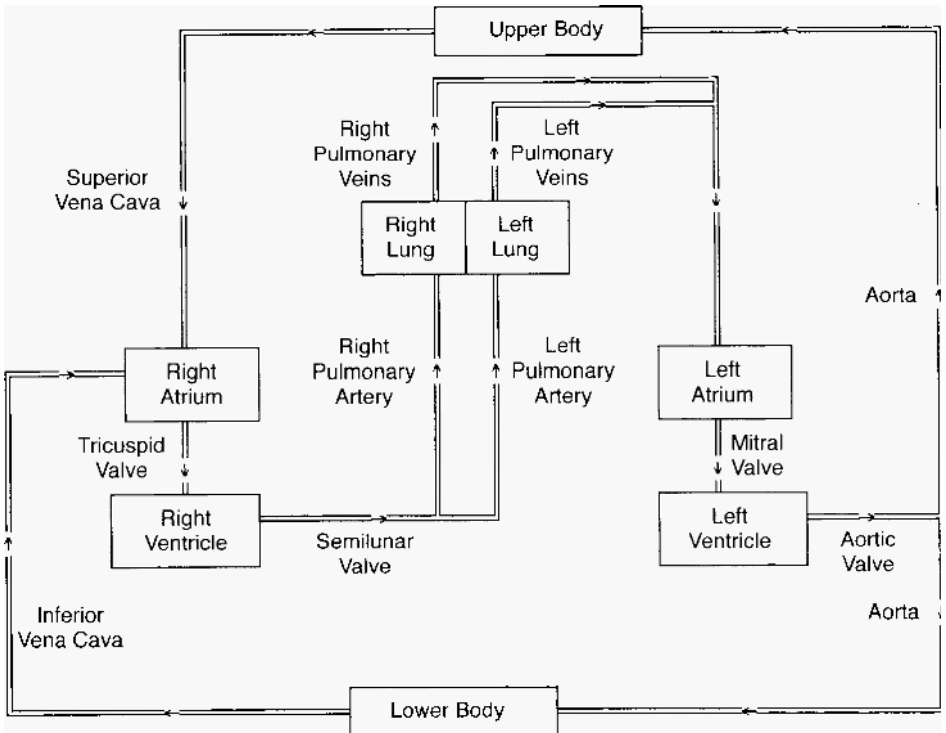 Upper Body
Right
Pulmonary
Veins
Left
Pulmonary
Veins
Superior
Vena Cava
Right
Lung
Left
Lung
Aorta
Right
Atrium
Right
Pulmonary
Artery
Left
Pulmonary
Artery
Left
Atrium
Tricuspid
Valve
Mitral
Valve
Right
Ventricle
Semilunar
Valve
Left
Ventricle
Aortic
Valve
Inferior
Vena Cava
Aorta
Lower Body